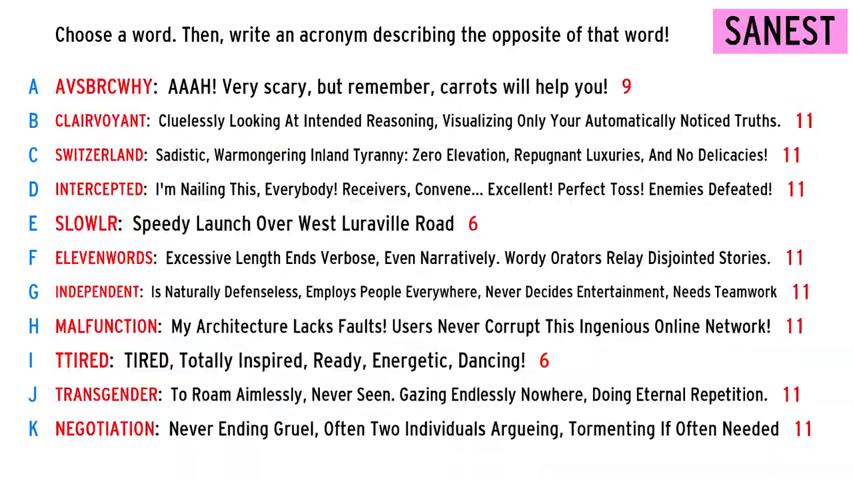 Choose a word. Then, write an acronym describing the opposite of that word!
SANEST
A AVSBRCWHY: AAAH! Very scary, but remember, carrots will help you! 9
B CLAIRVOYANT: Cluelessly Looking At Intended Reasoning, Visualizing Only Your Automatically Noticed Truths. 11
C SWITZERLAND: Sadistic, Warmongering Inland Tyranny: Zero Elevation, Repugnant Luxuries, And No Delicacies! 11
D INTERCEPTED: I'm Nailing This, Everybody! Receivers, Convene... Excellent! Perfect Toss! Enemies Defeated! 11
E SLOWLR: Speedy Launch Over West Luraville Road 6
F ELEVENWORDS: Excessive Length Ends Verbose, Even Narratively. Wordy Orators Relay Disjointed Stories. 11
G INDEPENDENT: Is Naturally Defenseless, Employs People Everywhere, Never Decides Entertainment, Needs Teamwork 11
H MALFUNCTION: My Architecture Lacks Faults! Users Never Corrupt This Ingenious Online Network! 11
I TTIRED: TIRED, Totally Inspired, Ready, Energetic, Dancing! 6
J TRANSGENDER: To Roam Aimlessly, Never Seen. Gazing Endlessly Nowhere, Doing Eternal Repetition. 11
K NEGOTIATION: Never Ending Gruel, Often Two Individuals Argueing, Tormenting If Often Needed 11